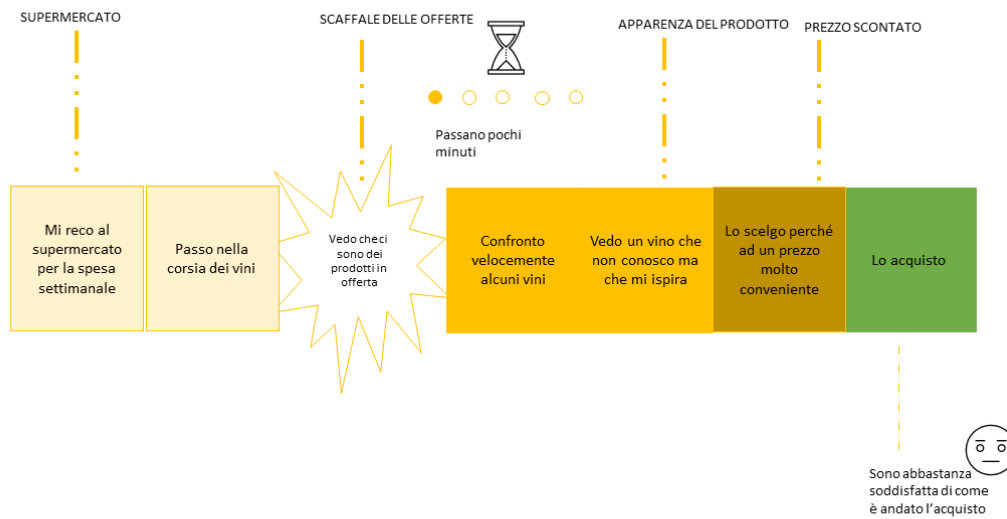 SUPERMERCATO
SCAFFALE DELLE OFFERTE
APPARENZA DEL PRODOTTO
PREZZO SCONTATO
Passano pochi
minuti
Mi reco al
supermercato
per la spesa
settimanale
Passo nella
corsia dei vini
Vedo che ci
sono dei
prodotti in
offerta
Confronto
velocemente
alcuni vini
Vedo un vino che
non conosco ma
che mi ispira
Lo scelgo perché
ad un prezzo
molto
conveniente
Lo acquisto
Sono abbastanza
soddisfatta di come
è andato l’acquisto